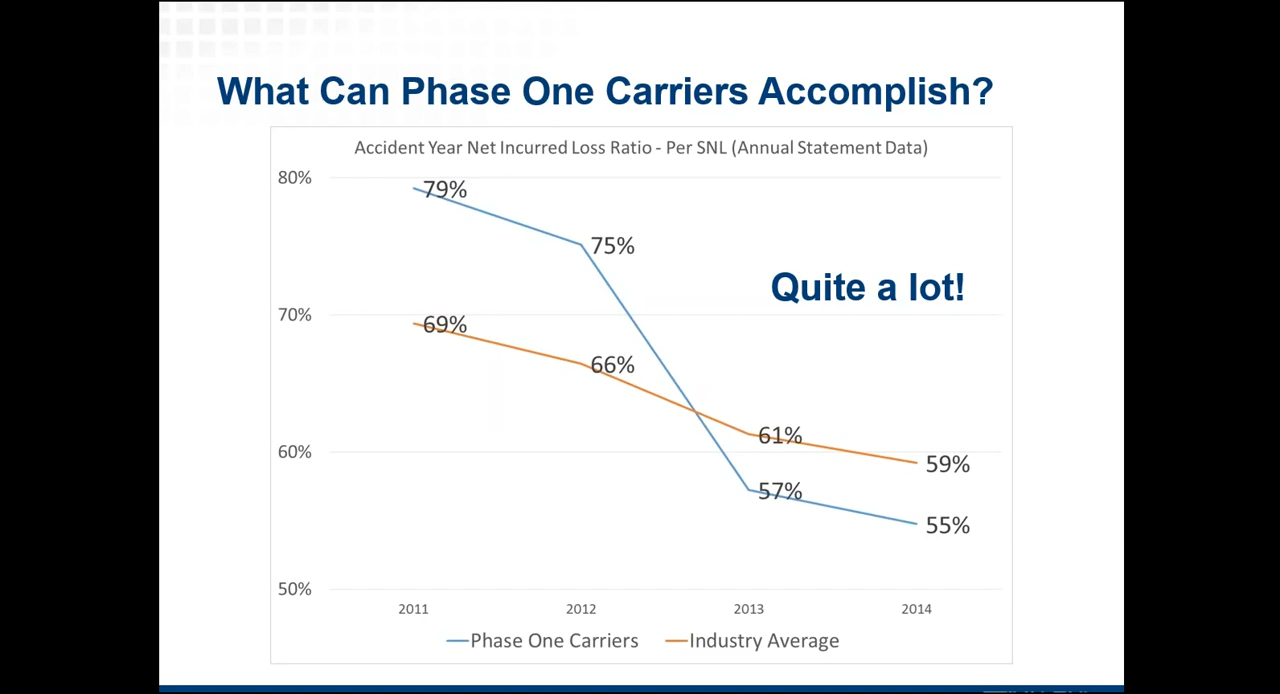 What Can Phase One Carriers Accomplish?
Accident Year Net Incurred Loss Ratio - Per SNL (Annual Statement Data)
80%
79%
75%
Quite a lot!
70%
69%
66%
61%
60%
59%
57%
55%
50%
2011 2012 2013 2014
Phase One Carriers Industry Average